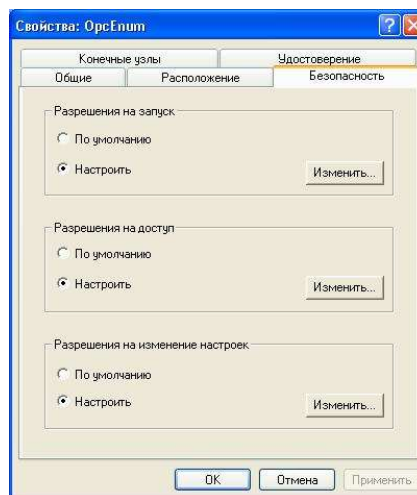 Свойства: OpcEnum
Конечные узлы
Удостоверение
Общие
Расположение
Безопасность
Разрешения на запуск
По умолчанию
Настроить
Изменить...
Разрешения на доступ
По умолчанию
Настроить
Изменить...
Разрешения на изменение настроек
По умолчанию
Настроить
Изменить...
OK
Отмена
Применить